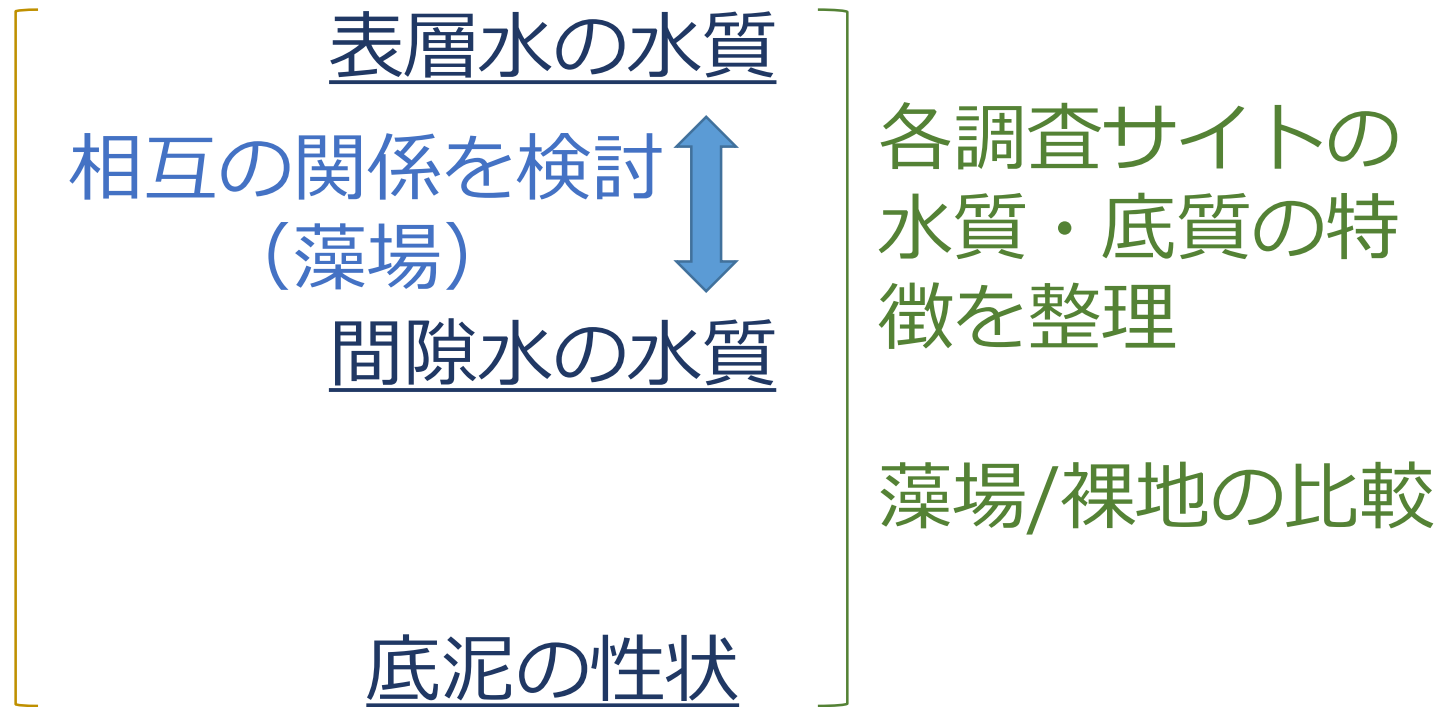 表層水の水質
相互の関係を検討
（藻場）
間隙水の水質
底泥の性状
各調査サイトの
水質・底質の特
徴を整理
藻場/裸地の比較